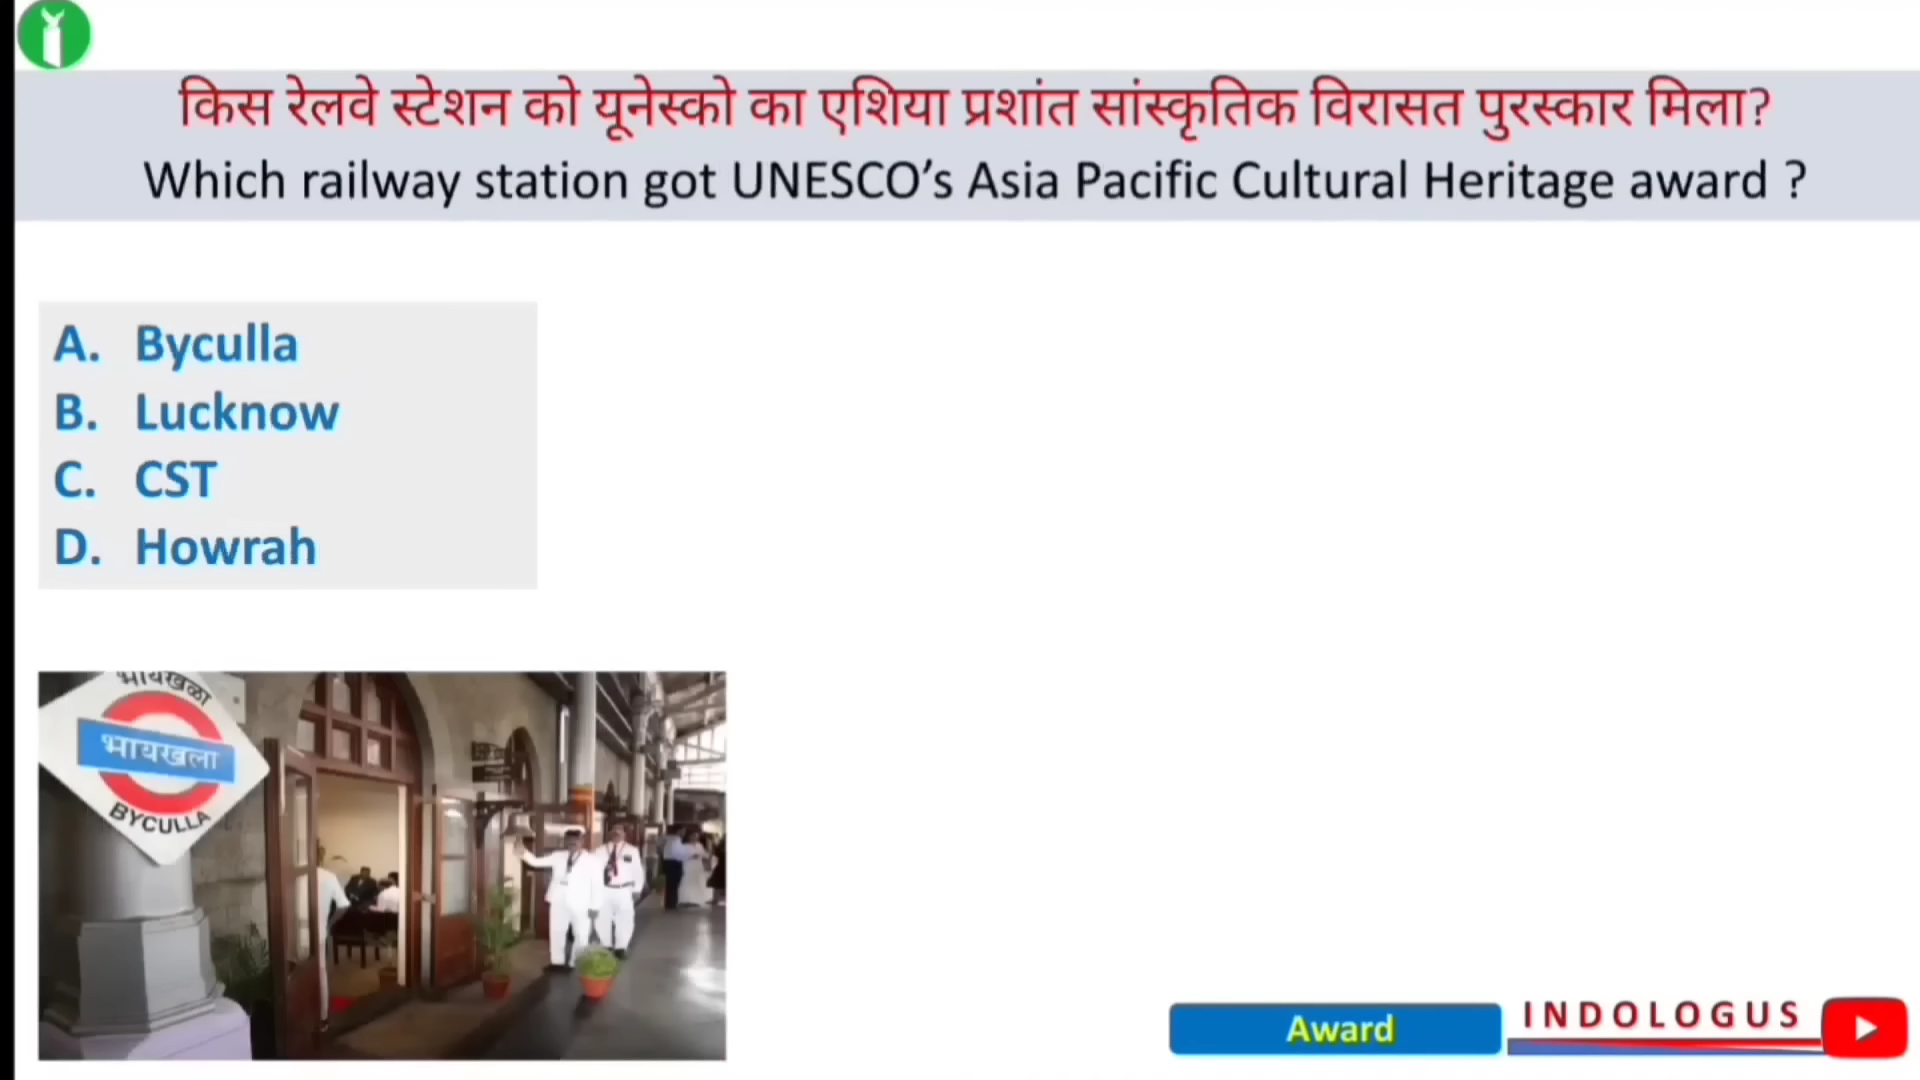 किस रेलवे स्टेशन को यूनेस्को का एशिया प्रशांत सांस्कृतिक विरासत पुरस्कार मिला?
Which railway station got UNESCO’s Asia Pacific Cultural Heritage award ?
A. Byculla
B. Lucknow
C. CST
D. Howrah
भायखळा
भायखला
BYCULLA
Award
INDOLOGUS